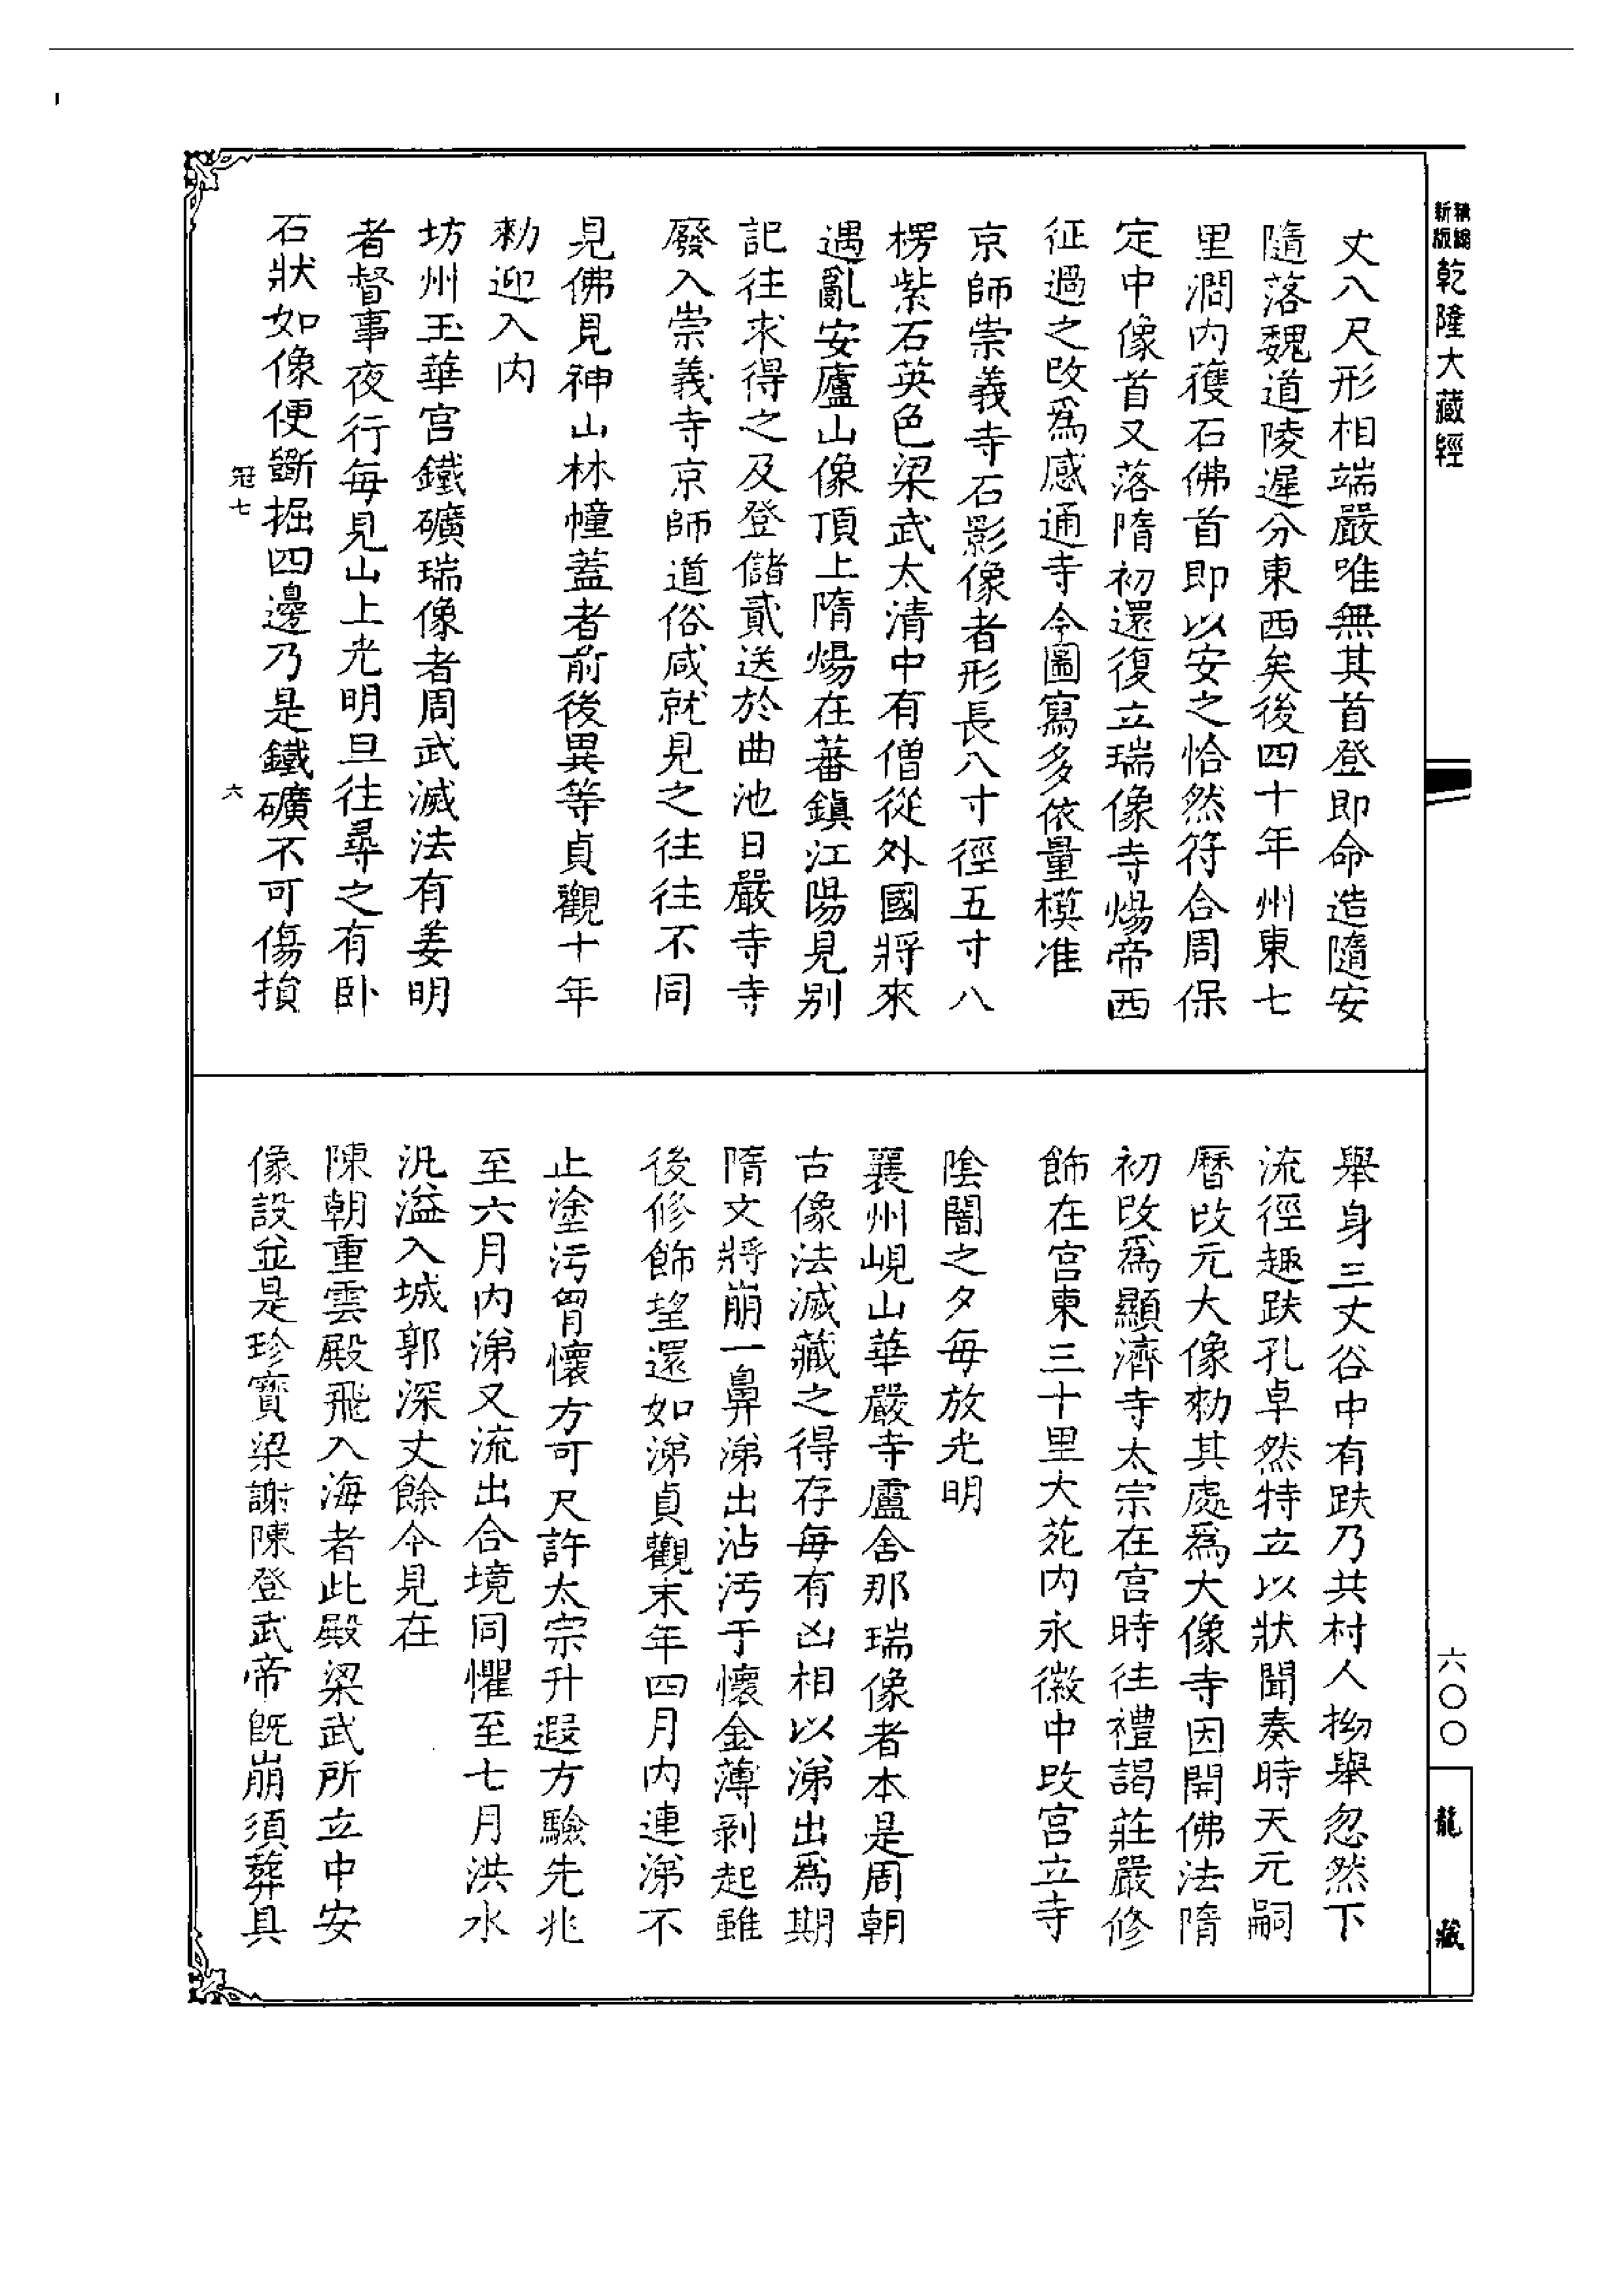 新編
新版
乾隆大藏經
丈八尺形相端嚴唯無其首登即命造隨安
隨落魏道陵遲分東西矣後四十年州東七
里澗内獲石佛首即以安之恰然符合周保
定中像首又落隋初還復立瑞像寺煬帝西
征過之改爲感通寺今圖寫多依量模准
京師崇義寺石影像者形長八寸徑五寸八
楞紫石英色梁武太清中有僧從外國將來
遇亂安廬山像頂上隋煬在蕃鎮江陽見别
記往求得之及登儲貳送於曲池日嚴寺寺
廢入崇義寺京師道俗咸就見之往往不同
見佛見神山林幢蓋者前後異等貞觀十年
勑迎入内
坊州玉華宫鐵礦瑞像者周武滅法有姜明
者督事夜行每見山上光明旦往尋之有卧
石狀如像便斷掘四邊乃是鐵礦不可傷損
冠七
六
舉身三丈谷中有趺乃共村人拗舉忽然下
流徑趣趺孔卓然特立以狀聞奏時天元嗣
曆改元大像勑其處爲大像寺因開佛法隋
初改爲顯濟寺太宗在宫時往禮謁莊嚴修
飾在宫東三十里大苑内永徽中改宫立寺
陰闇之夕每放光明
襄州峴山華嚴寺盧舍那瑞像者本是周朝
古像法滅藏之得存每有凶相以涕出爲期
隋文將崩一鼻涕出沾汚于懷金薄剥起雖
後修飾望還如涕貞觀末年四月内連涕不
止塗汚胷懷方可尺許太宗升遐方驗先兆
至六月内涕又流出合境同懼至七月洪水
汎溢入城郭深丈餘今見在
陳朝重雲殿飛入海者此殿梁武所立中安
像設並是珍寶梁謝陳登武帝旣崩須葬具
六〇〇
龍藏